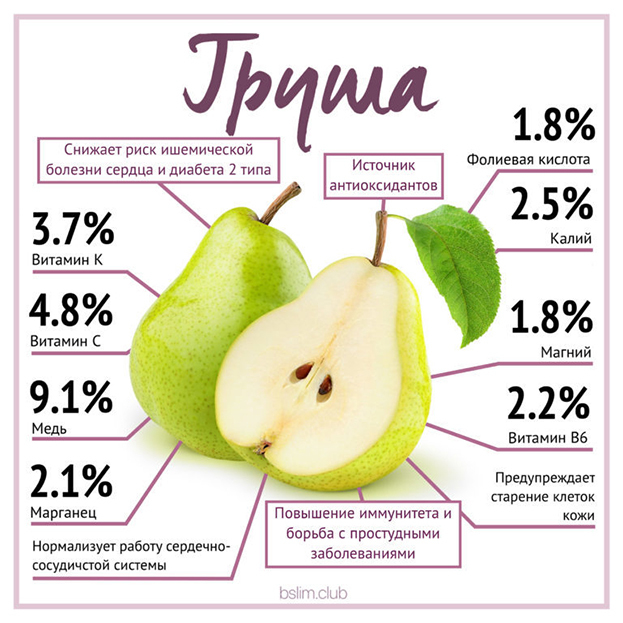 Груша
Снижает риск ишемической
болезни сердца и диабета 2 типа
Источник
антиоксидантов
1.8%
Фолиевая кислота
2.5%
Калий
3.7%
Витамин K
4.8%
Витамин C
1.8%
Магний
9.1%
Медь
2.2%
Витамин B6
2.1%
Марганец
Предупреждает
старение клеток
кожи
Повышение иммунитета и
борьба с простудными
заболеваниями
Нормализует работу сердечно-
сосудичстой системы
bslim.club